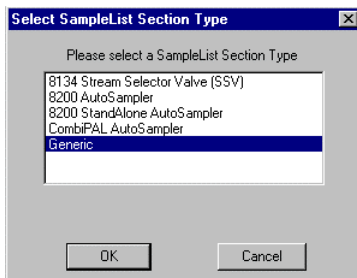 Select SampleList Section Type
Please select a SampleList Section Type
8134 Stream Selector Valve (SSV)
8200 AutoSampler
8200 StandAlone AutoSampler
CombiPAL AutoSampler
Generic
OK Cancel